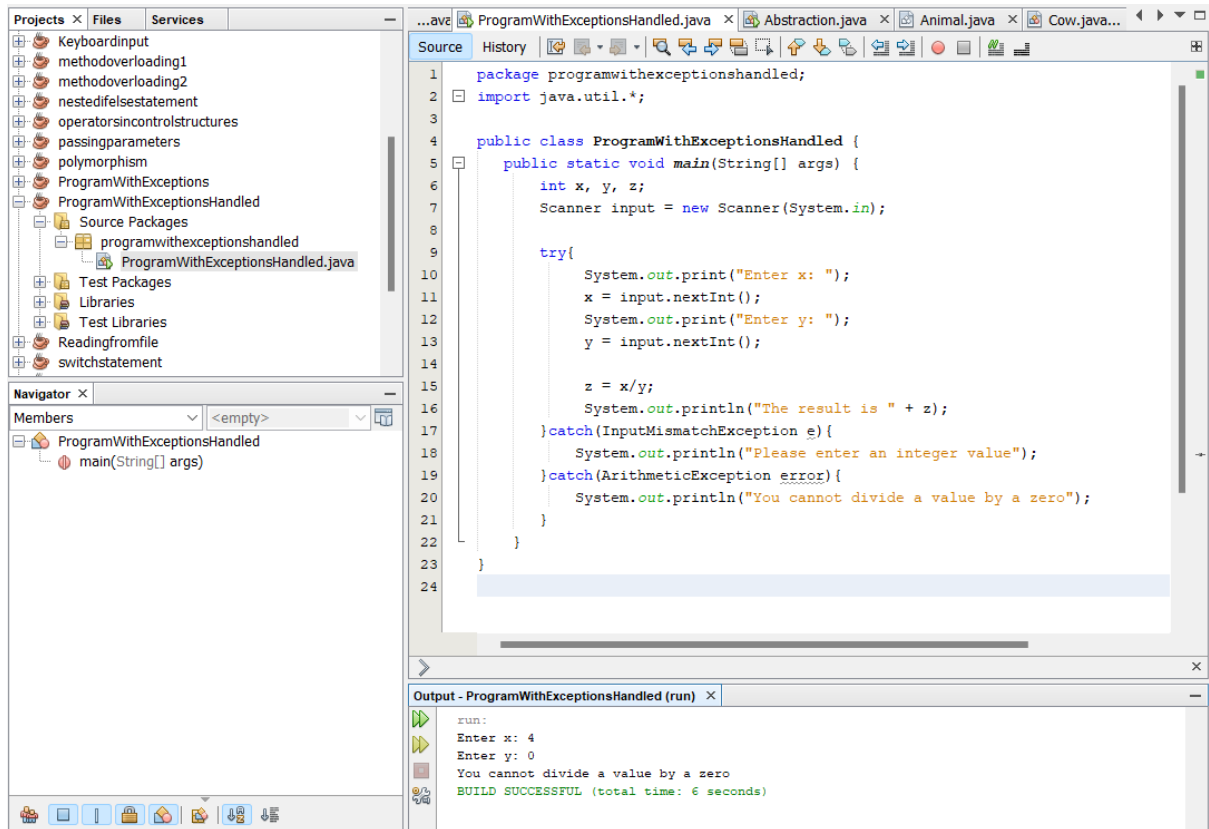 Projects × Files Services
Keyboardinput
methodoverloading1
methodoverloading2
nestedifelsestatement
operatorsincontrolstructures
passingparameters
polymorphism
ProgramWithExceptions
ProgramWithExceptionsHandled
Source Packages
programwithexceptionshandled
ProgramWithExceptionsHandled.java
Test Packages
Libraries
Test Libraries
Readingfromfile
switchstatement
Navigator ×
Members <empty>
ProgramWithExceptionsHandled
main(String[] args)
...ava ProgramWithExceptionsHandled.java × Abstraction.java × Animal.java × Cow.java...
Source History
1 package programwithexceptionshandled;
2 import java.util.*;
3
4 public class ProgramWithExceptionsHandled {
5 public static void main(String[] args) {
6 int x, y, z;
7 Scanner input = new Scanner(System.in);
8
9 try{
10 System.out.print("Enter x: ");
11 x = input.nextInt();
12 System.out.print("Enter y: ");
13 y = input.nextInt();
14
15 z = x/y;
16 System.out.println("The result is " + z);
17 }catch(InputMismatchException e){
18 System.out.println("Please enter an integer value");
19 }catch(ArithmeticException error){
20 System.out.println("You cannot divide a value by a zero");
21 }
22 }
23 }
24
Output - ProgramWithExceptionsHandled (run) ×
run:
Enter x: 4
Enter y: 0
You cannot divide a value by a zero
BUILD SUCCESSFUL (total time: 6 seconds)